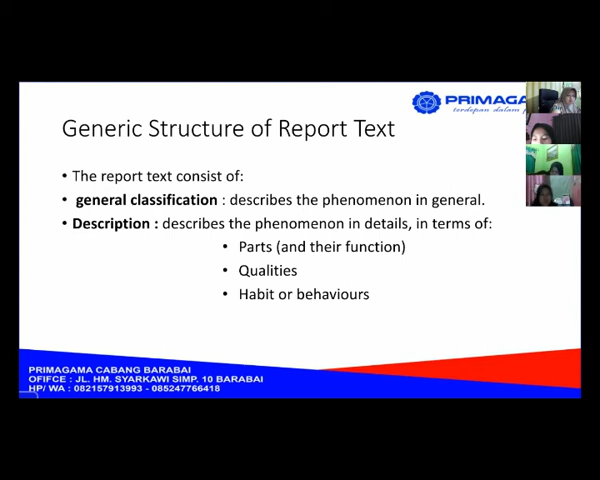 PRIMAGA
terdepan dalam
Generic Structure of Report Text
• The report text consist of:
• general classification : describes the phenomenon in general.
• Description : describes the phenomenon in details, in terms of:
• Parts (and their function)
• Qualities
• Habit or behaviours
PRIMAGAMA CABANG BARABAI
OFIFCE : JL. HM. SYARKAWI SIMP. 10 BARABAI
HP/ WA : 082157913993 - 085247766418